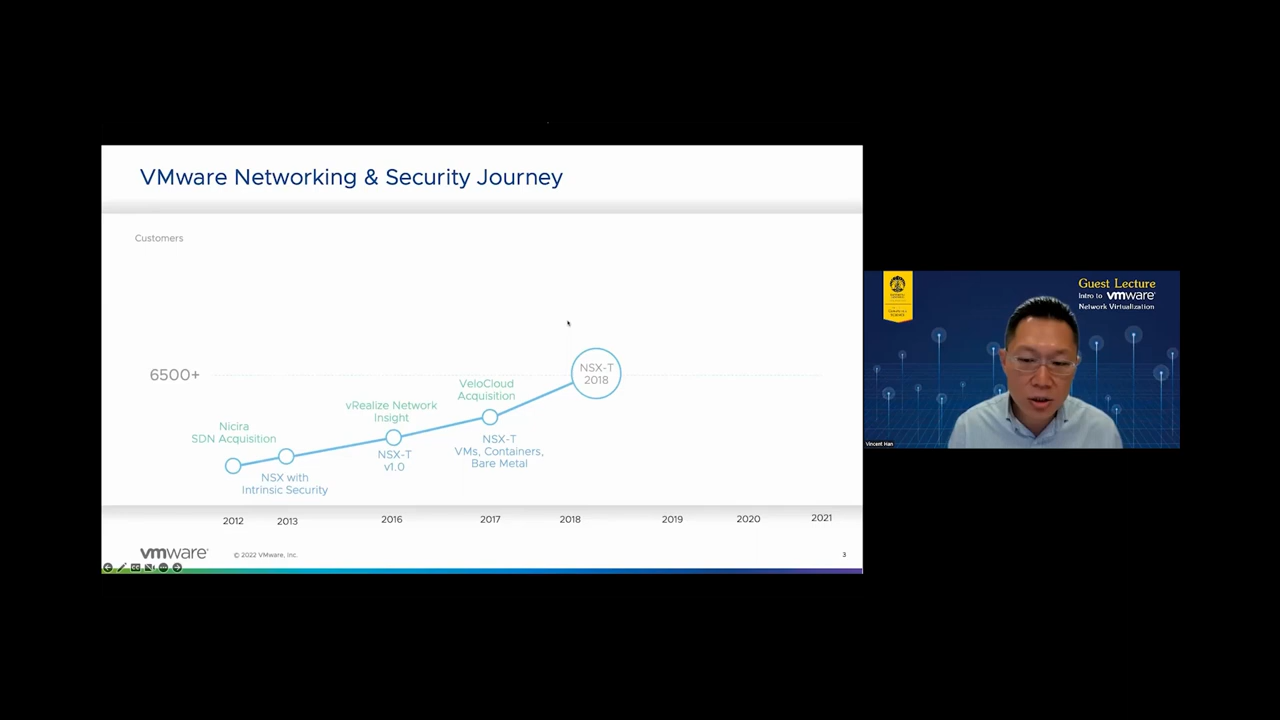 VMware Networking & Security Journey
Customers
6500+
NSX-T
2018
VeloCloud
Acquisition
vRealize Network
Insight
Nicira
SDN Acquisition
NSX-T
VMs, Containers,
Bare Metal
NSX-T
v1.0
NSX with
Intrinsic Security
2012 2013 2016 2017 2018 2019 2020 2021
vmware®
© 2022 VMware, Inc.
3
Guest Lecture
Intro to vmware®
Network Virtualization
Vincent Han